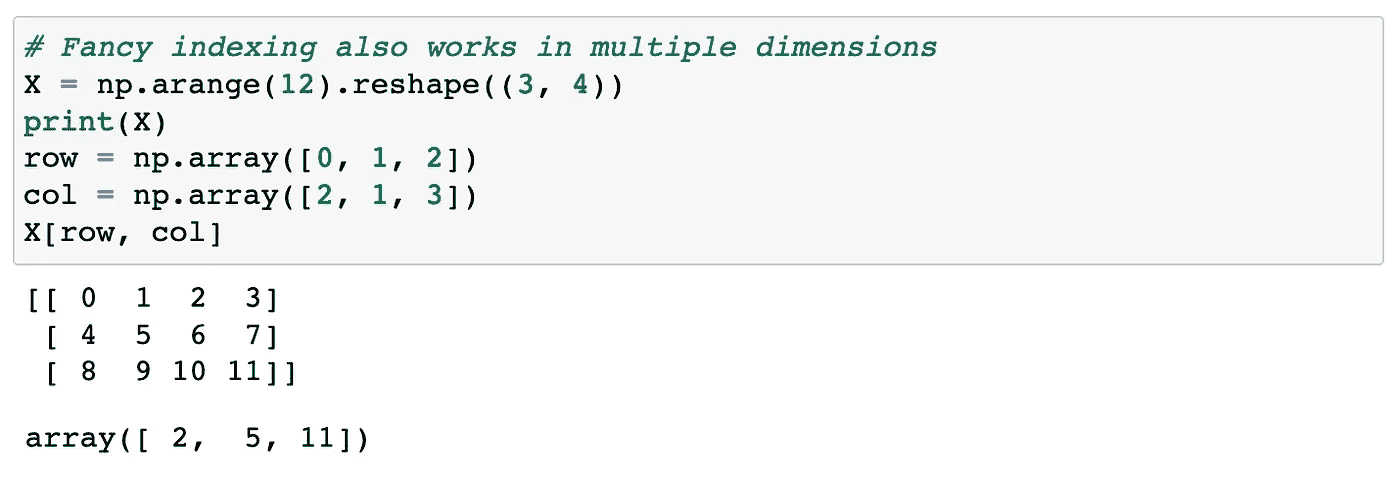 # Fancy indexing also works in multiple dimensions
X = np.arange(12).reshape((3, 4))
print(X)
row = np.array([0, 1, 2])
col = np.array([2, 1, 3])
X[row, col]
[[ 0  1  2  3]
 [ 4  5  6  7]
 [ 8  9 10 11]]
array([ 2,  5, 11])